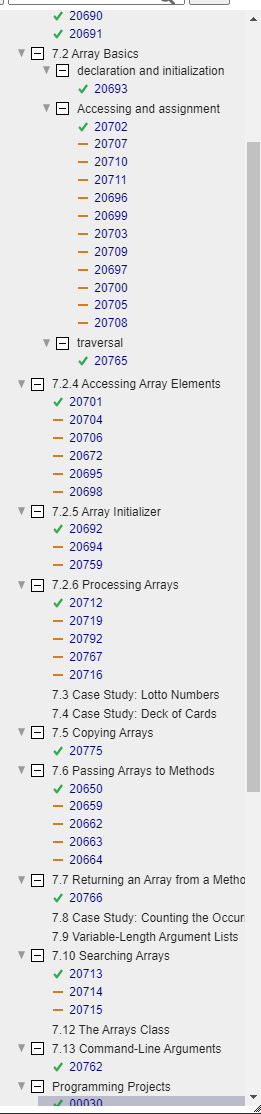 20690
20691
7.2 Array Basics
declaration and initialization
20693
Accessing and assignment
20702
20707
20710
20711
20696
20699
20703
20709
20697
20700
20705
20708
traversal
20765
7.2.4 Accessing Array Elements
20701
20704
20706
20672
20695
20698
7.2.5 Array Initializer
20692
20694
20759
7.2.6 Processing Arrays
20712
20719
20792
20767
20716
7.3 Case Study: Lotto Numbers
7.4 Case Study: Deck of Cards
7.5 Copying Arrays
20775
7.6 Passing Arrays to Methods
20650
20659
20662
20663
20664
7.7 Returning an Array from a Metho
20766
7.8 Case Study: Counting the Occur
7.9 Variable-Length Argument Lists
7.10 Searching Arrays
20713
20714
20715
7.12 The Arrays Class
7.13 Command-Line Arguments
20762
Programming Projects
00030